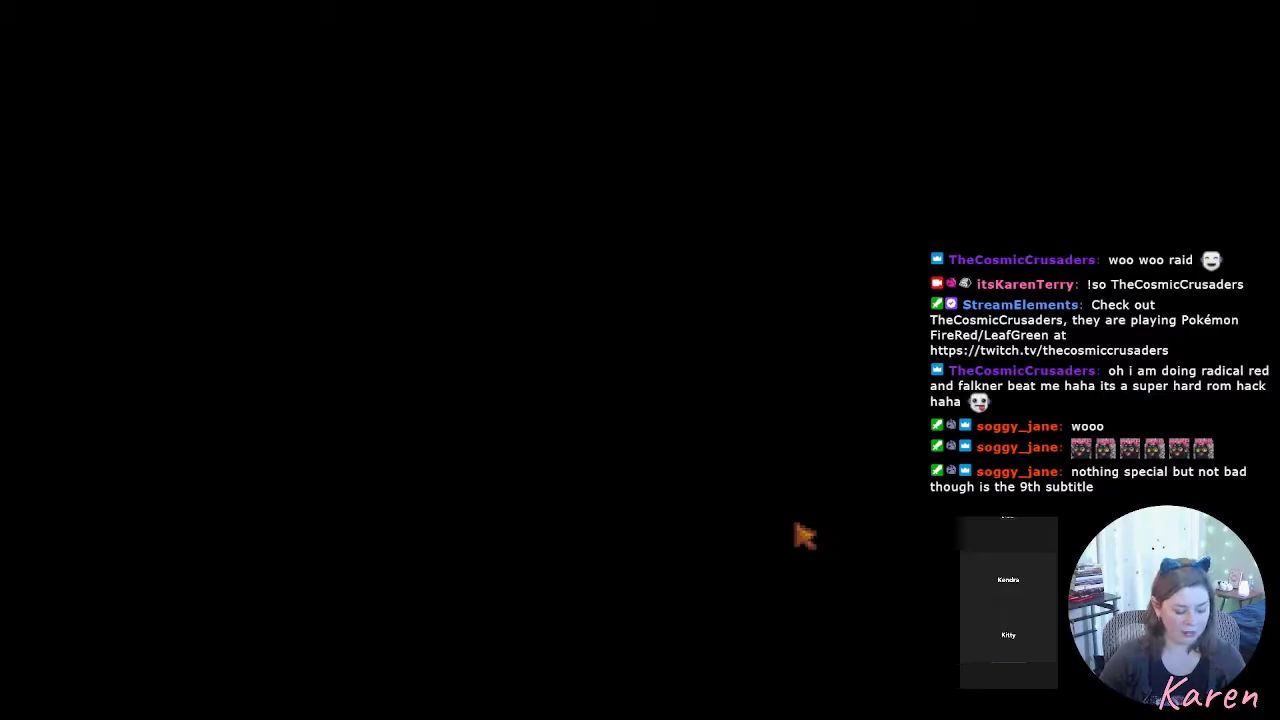 TheCosmicCrusaders: woo woo raid
itsKarenTerry: !so TheCosmicCrusaders
StreamElements: Check out
TheCosmicCrusaders, they are playing Pokémon
FireRed/LeafGreen at
https://twitch.tv/thecosmiccrusaders
TheCosmicCrusaders: oh i am doing radical red
and falkner beat me haha its a super hard rom hack
haha
soggy_jane: wooo
soggy_jane:
soggy_jane: nothing special but not bad
though is the 9th subtitle
Kendra
Kitty
Karen